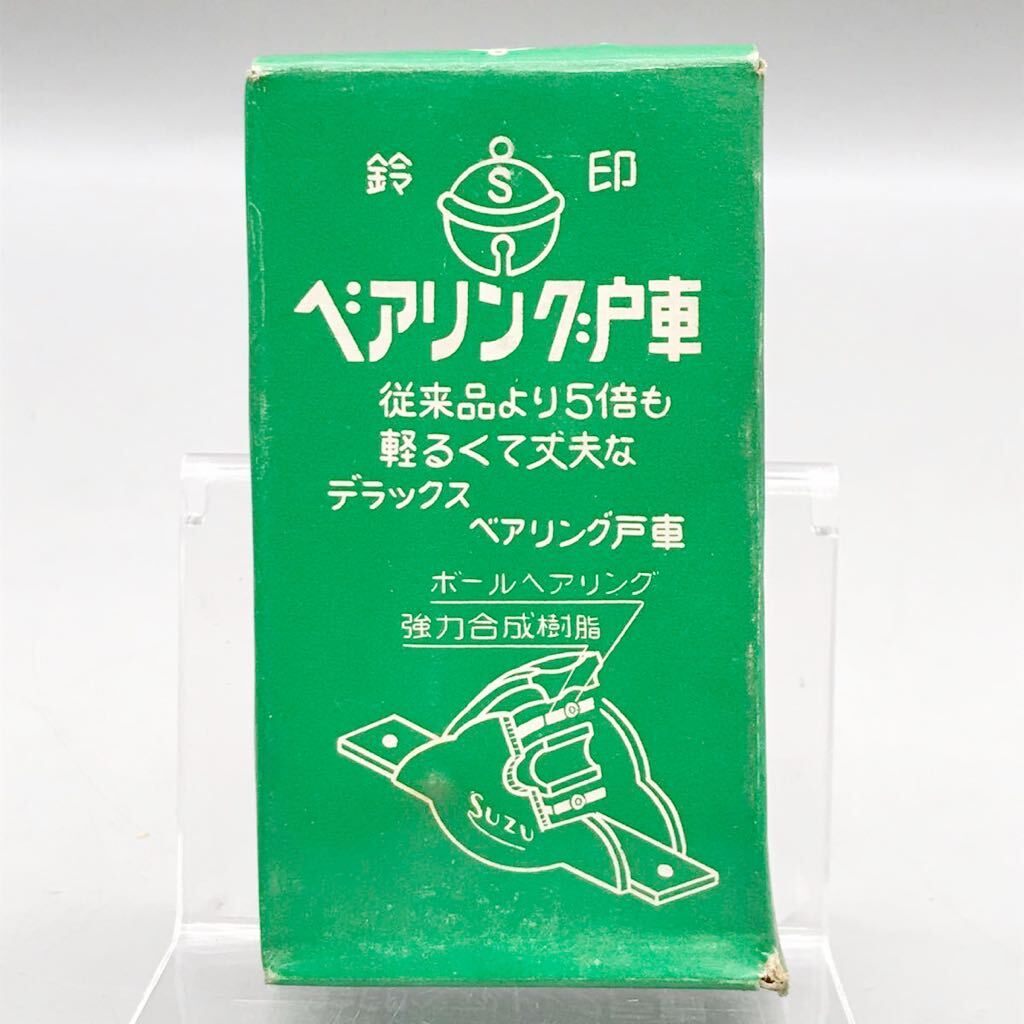 鈴 S 印
ベアリング戸車
従来品より5倍も
軽るくて丈夫な
デラックス
ベアリング戸車
ボールヘアリング
強力合成樹脂
SUZU